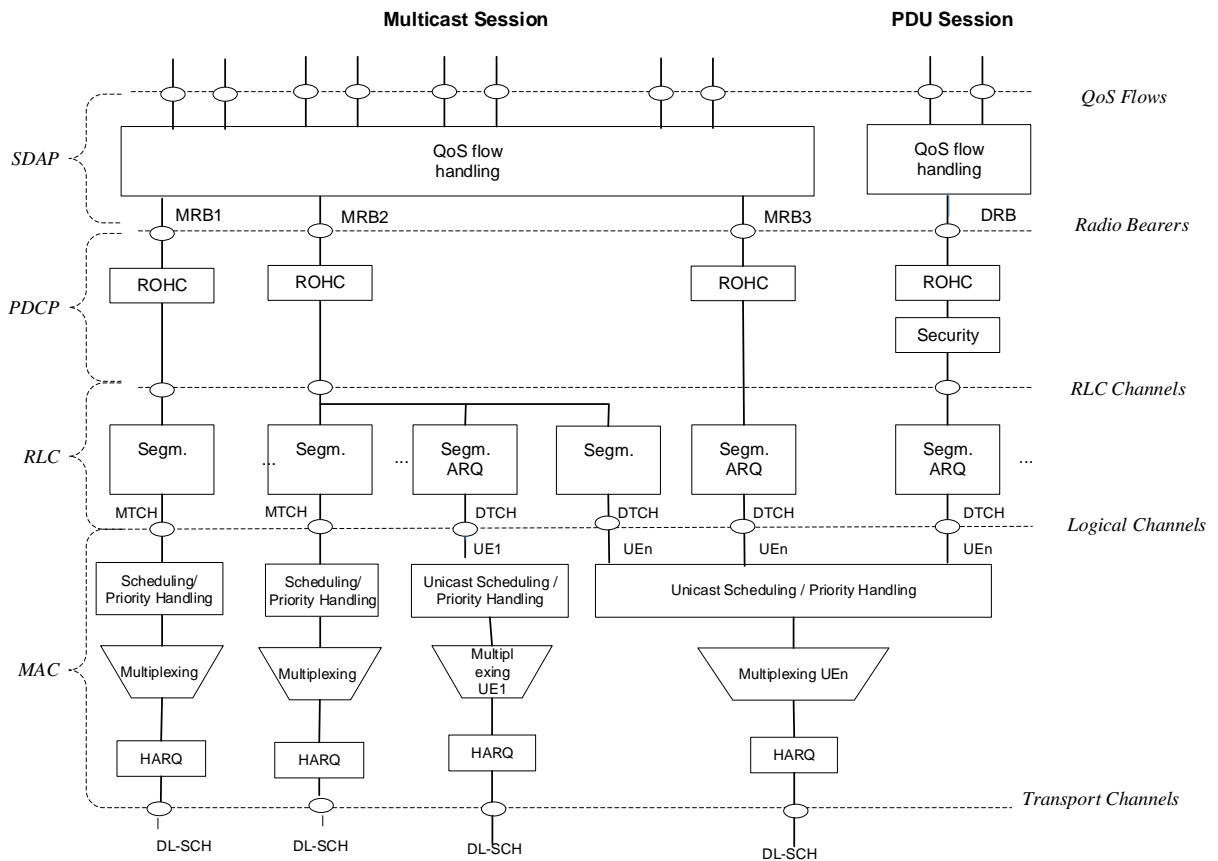 Multicast Session
PDU Session
QoS Flows
SDAP
QoS flow
handling
QoS flow
handling
MRB1
MRB2
MRB3
DRB
Radio Bearers
PDCP
ROHC
ROHC
ROHC
ROHC
Security
RLC Channels
RLC
Segm.
...
Segm.
...
Segm.
ARQ
Segm.
Segm.
ARQ
Segm.
ARQ
...
MTCH
MTCH
DTCH
DTCH
DTCH
DTCH
Logical Channels
UE1
UEn
UEn
UEn
MAC
Scheduling/
Priority Handling
Scheduling/
Priority Handling
Unicast Scheduling /
Priority Handling
Unicast Scheduling / Priority Handling
Multiplexing
Multiplexing
Multipl
exing
UE1
Multiplexing UEn
HARQ
HARQ
HARQ
HARQ
Transport Channels
DL-SCH
DL-SCH
DL-SCH
DL-SCH